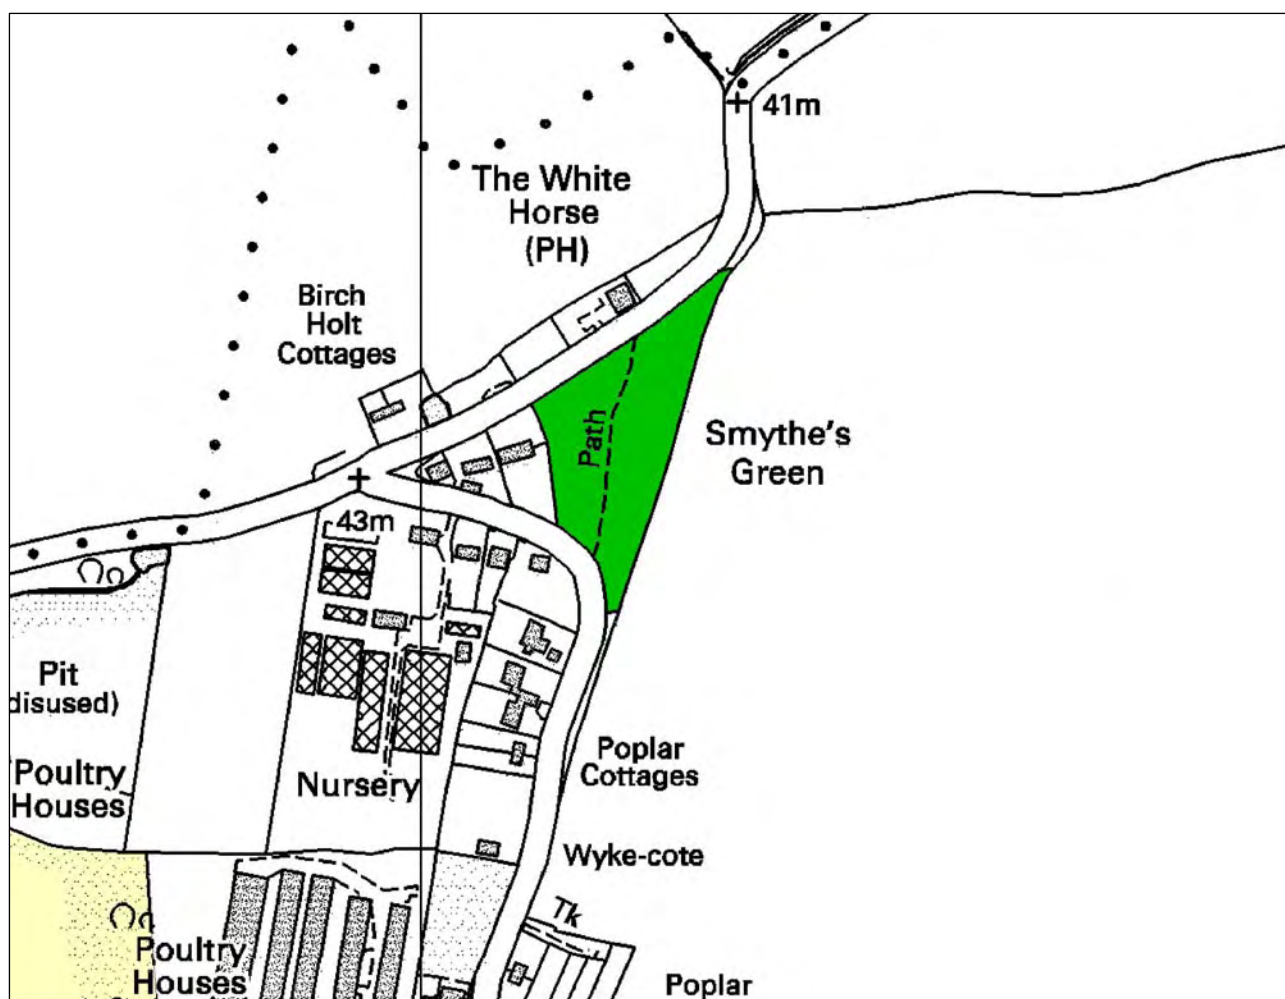 41m
The White
Horse
(PH)
Birch
Holt
Cottages
Path
Smythe's
Green
43m
Pit
disused)
Poultry
Houses
Nursery
Poplar
Cottages
Wyke-cote
Tk
Poultry
Houses
Poplar